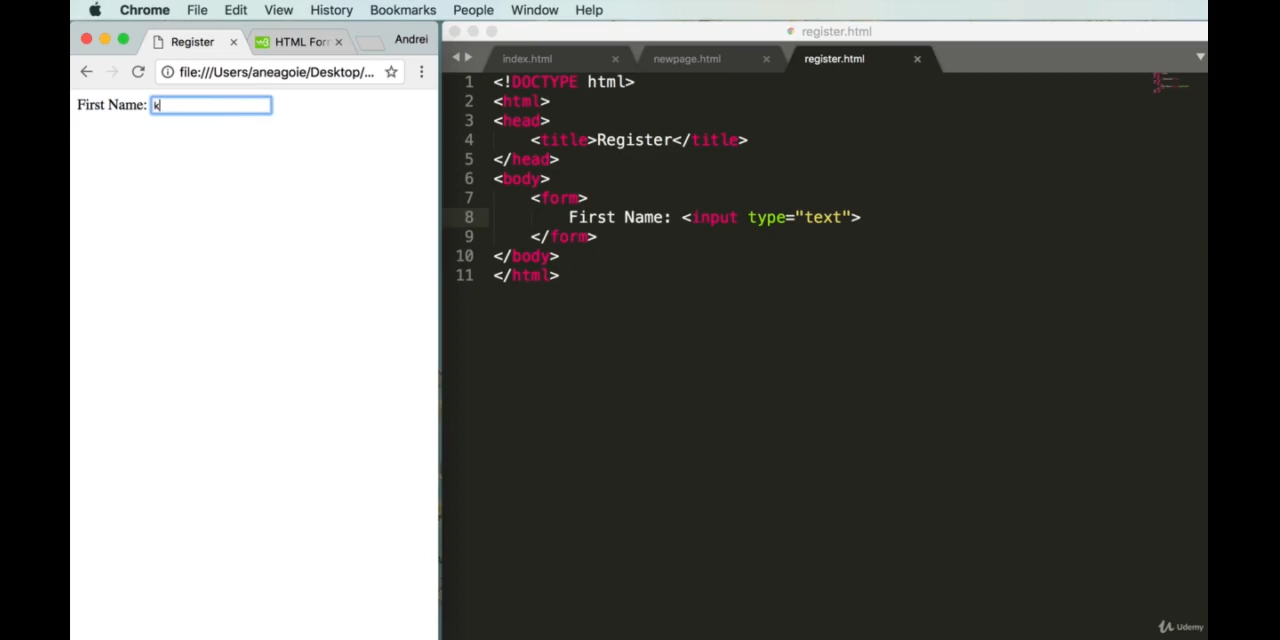 Chrome File Edit View History Bookmarks People Window Help
Register HTML For Andrei
file:///Users/aneagoie/Desktop/...
First Name: k
register.html
index.html newpage.html register.html
1 <!DOCTYPE html>
2 <html>
3 <head>
4 <title>Register</title>
5 </head>
6 <body>
7 <form>
8 First Name: <input type="text">
9 </form>
10 </body>
11 </html>
Udemy